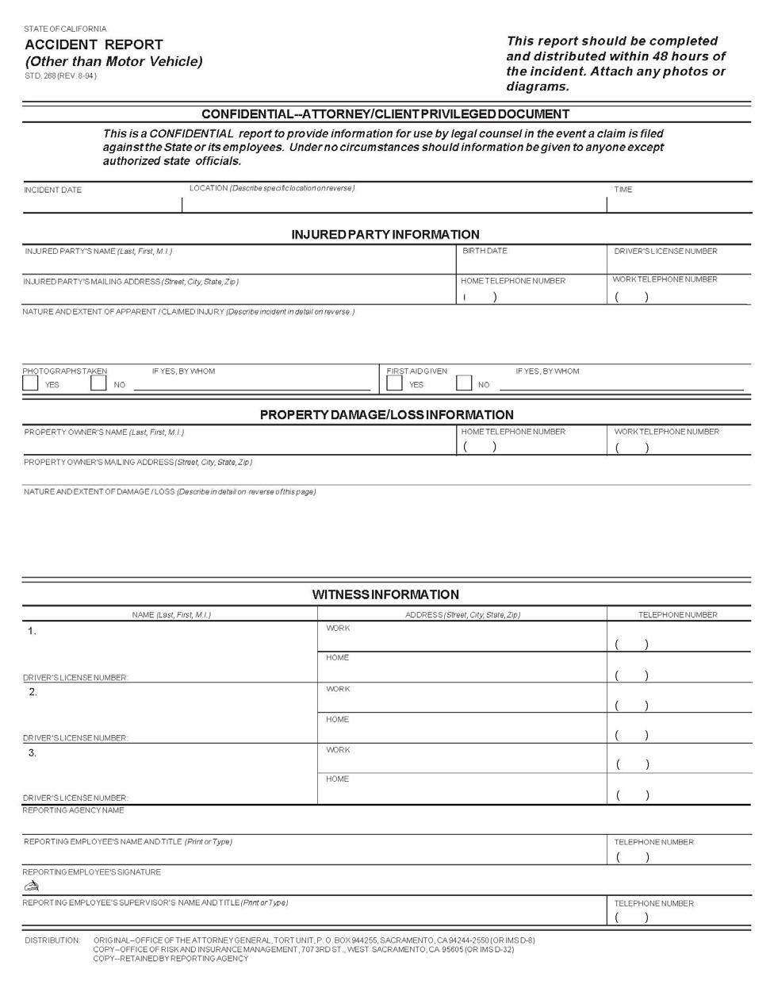 STATE OF CALIFORNIA
ACCIDENT REPORT
(Other than Motor Vehicle)
STD. 268 (REV. 8-94)
This report should be completed
and distributed within 48 hours of
the incident. Attach any photos or
diagrams.
CONFIDENTIAL--ATTORNEY/CLIENT PRIVILEGED DOCUMENT
This is a CONFIDENTIAL report to provide information for use by legal counsel in the event a claim is filed
against the State or its employees. Under no circumstances should information be given to anyone except
authorized state officials.
INCIDENT DATE LOCATION (Describe specific location on reverse) TIME
INJURED PARTY INFORMATION
INJURED PARTY'S NAME (Last, First, M.I.) BIRTH DATE DRIVER'S LICENSE NUMBER
INJURED PARTY'S MAILING ADDRESS (Street, City, State, Zip) HOME TELEPHONE NUMBER WORK TELEPHONE NUMBER
( ) ( )
NATURE AND EXTENT OF APPARENT / CLAIMED INJURY (Describe incident in detail on reverse.)
PHOTOGRAPHS TAKEN IF YES, BY WHOM FIRST AID GIVEN IF YES, BY WHOM
YES NO YES NO
PROPERTY DAMAGE/LOSS INFORMATION
PROPERTY OWNER'S NAME (Last, First, M.I.) HOME TELEPHONE NUMBER WORK TELEPHONE NUMBER
( ) ( )
PROPERTY OWNER'S MAILING ADDRESS (Street, City, State, Zip)
NATURE AND EXTENT OF DAMAGE / LOSS (Describe in detail on reverse of this page)
WITNESS INFORMATION
NAME (Last, First, M.I.) ADDRESS (Street, City, State, Zip) TELEPHONE NUMBER
1. WORK
( )
HOME
DRIVER'S LICENSE NUMBER: ( )
2. WORK
( )
HOME
DRIVER'S LICENSE NUMBER: ( )
3. WORK
( )
HOME
DRIVER'S LICENSE NUMBER: ( )
REPORTING AGENCY NAME
REPORTING EMPLOYEE'S NAME AND TITLE (Print or Type) TELEPHONE NUMBER
( )
REPORTING EMPLOYEE'S SIGNATURE
REPORTING EMPLOYEE'S SUPERVISOR'S NAME AND TITLE (Print or Type) TELEPHONE NUMBER
( )
DISTRIBUTION: ORIGINAL--OFFICE OF THE ATTORNEY GENERAL, TORT UNIT, P. O. BOX 944255, SACRAMENTO, CA 94244-2550 (OR IMS D-8)
COPY--OFFICE OF RISK AND INSURANCE MANAGEMENT, 707 3RD ST., WEST SACRAMENTO, CA 95605 (OR IMS D-32)
COPY--RETAINED BY REPORTING AGENCY